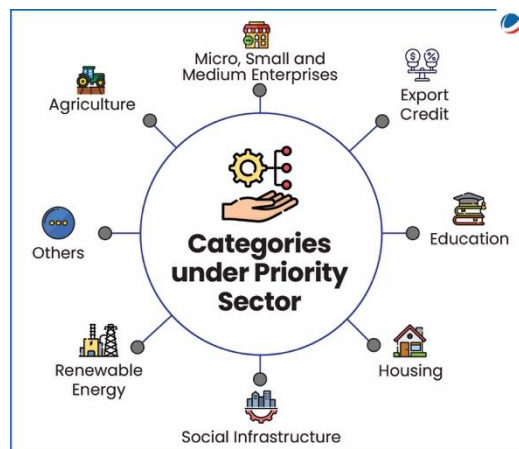 Micro, Small and
Medium Enterprises
Export
Credit
Education
Housing
Social Infrastructure
Renewable
Energy
Others
Agriculture
Categories
under Priority
Sector